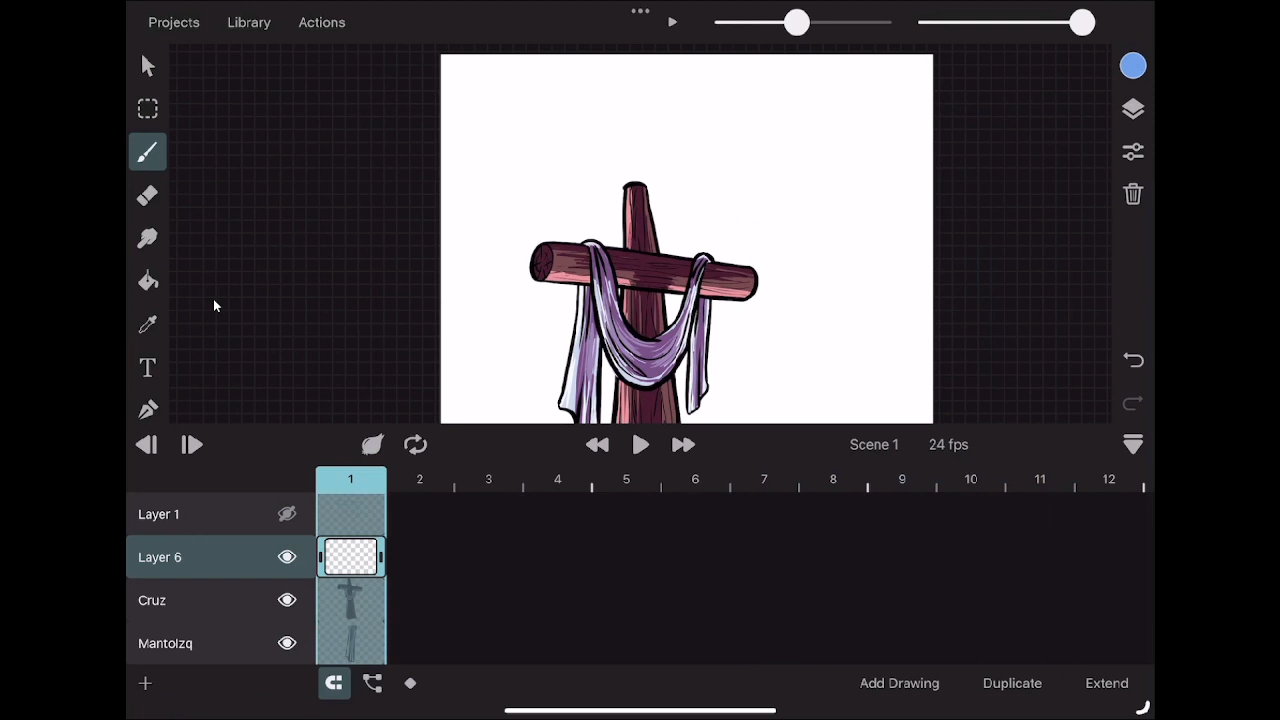 Projects Library Actions
T
Scene 1 24 fps
1 2 3 4 5 6 7 8 9 10 11 12
Layer 1
Layer 6
Cruz
MantoIzq
Add Drawing Duplicate Extend